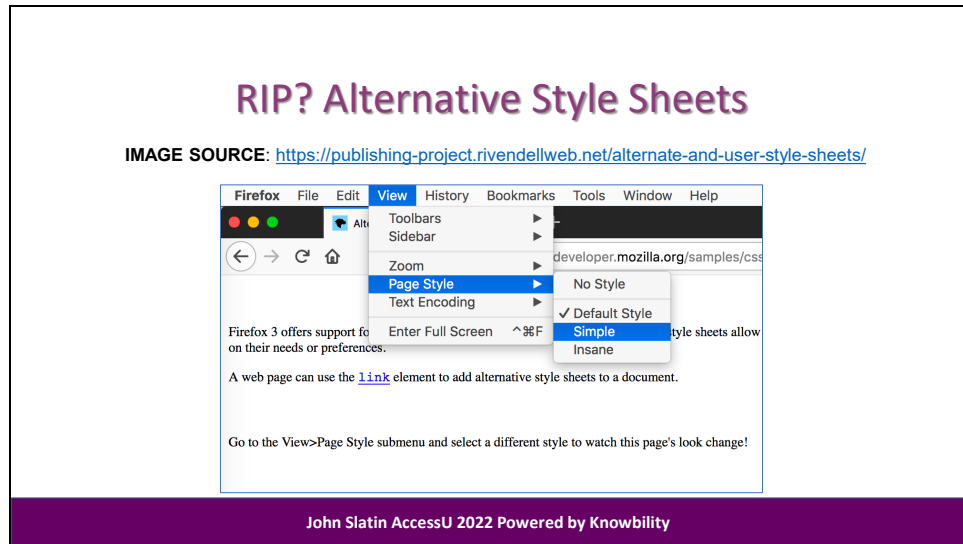 RIP? Alternative Style Sheets
IMAGE SOURCE: https://publishing-project.rivendellweb.net/alternate-and-user-style-sheets/
Firefox File Edit View History Bookmarks Tools Window Help
Toolbars
Sidebar
Zoom
developer.mozilla.org/samples/css
Page Style
No Style
Text Encoding
✓ Default Style
Enter Full Screen ^⌘F
Simple
Insane
Firefox 3 offers support style sheets allow
on their needs or preferences.
A web page can use the link element to add alternative style sheets to a document.
Go to the View>Page Style submenu and select a different style to watch this page's look change!
John Slatin AccessU 2022 Powered by Knowbility